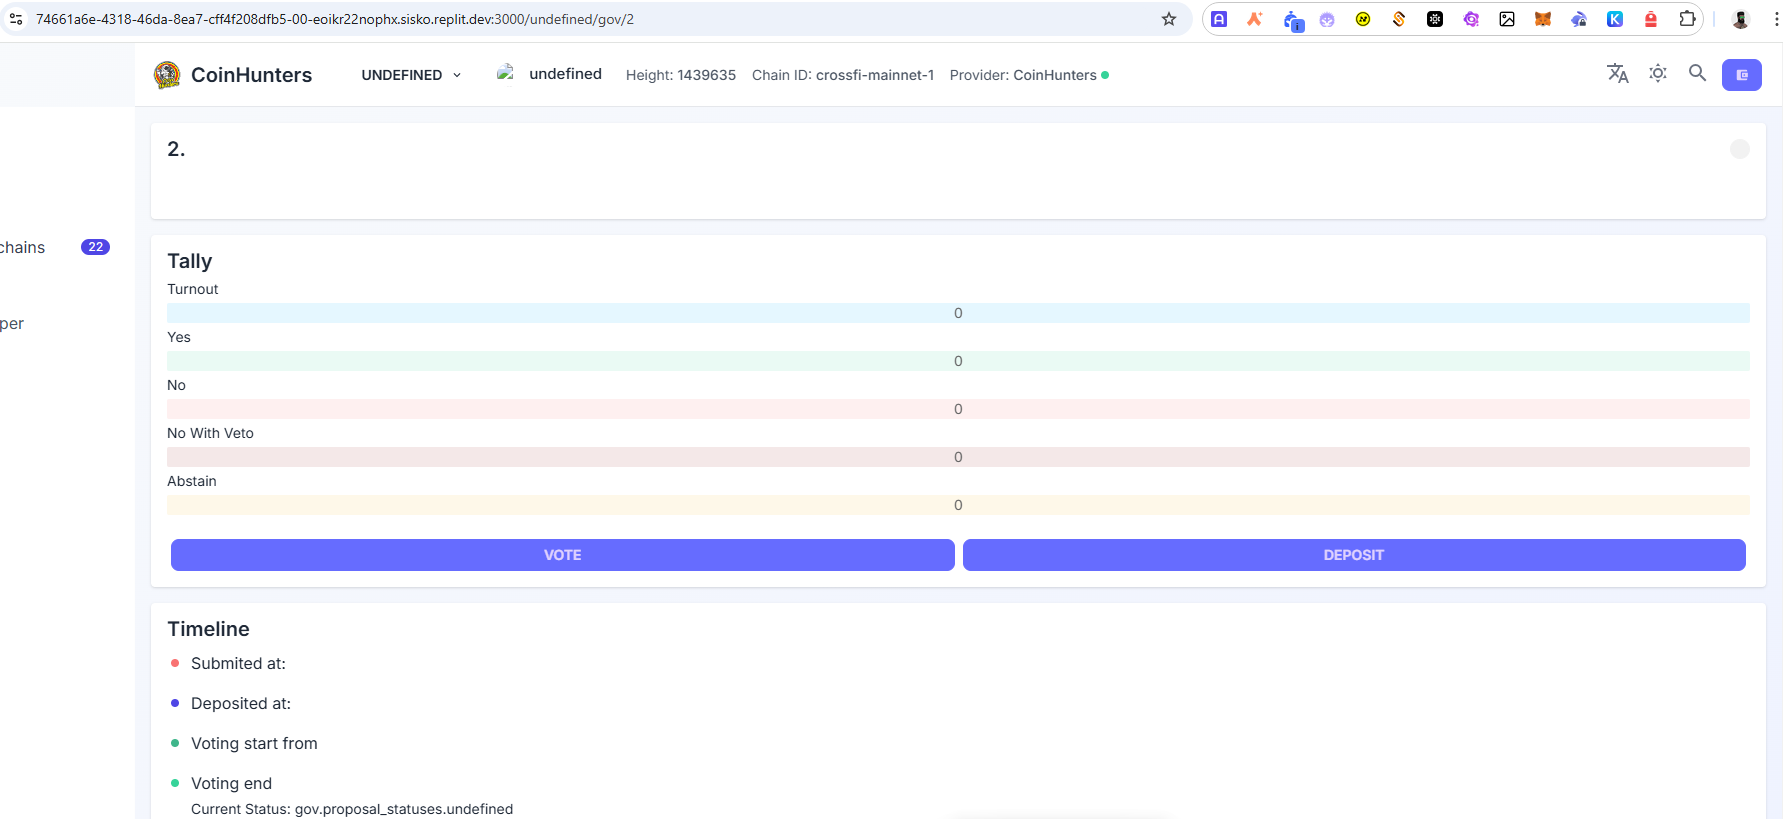 74661a6e-4318-46da-8ea7-cff4f208dfb5-00-eoikr22nophx.sisko.replit.dev:3000/undefined/gov/2
CoinHunters UNDEFINED undefined Height: 1439635 Chain ID: crossfi-mainnet-1 Provider: CoinHunters
chains 22
per
2.
Tally
Turnout
0
Yes
0
No
0
No With Veto
0
Abstain
0
VOTE DEPOSIT
Timeline
Submited at:
Deposited at:
Voting start from
Voting end
Current Status: gov.proposal_statuses.undefined